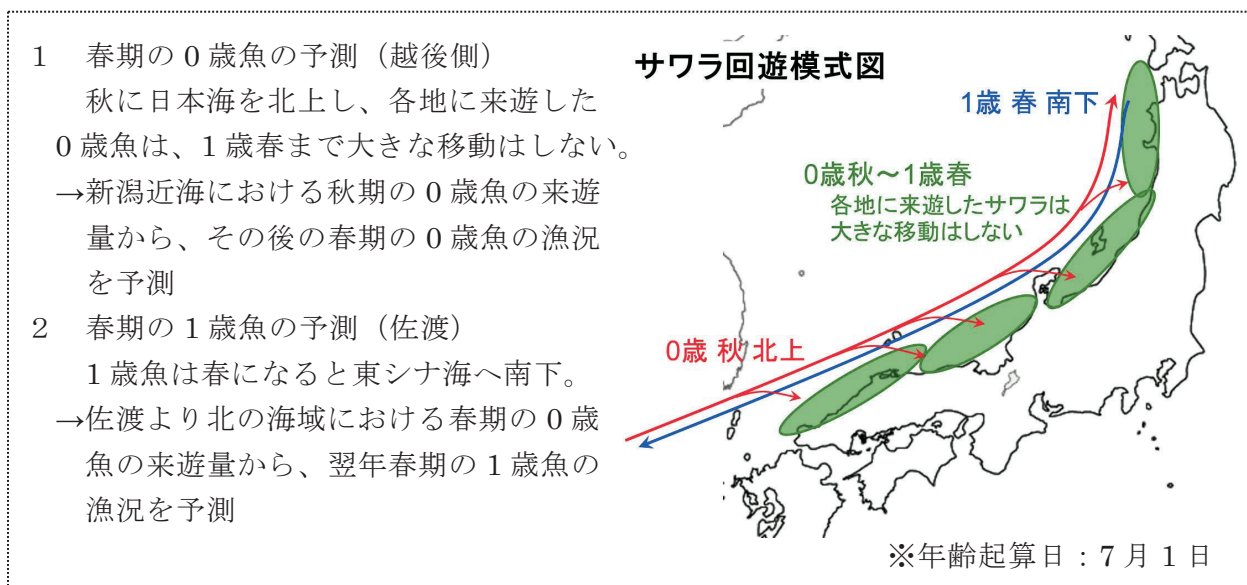 1　春期の0歳魚の予測（越後側）
秋に日本海を北上し、各地に来遊した
0歳魚は、1歳春まで大きな移動はしない。
→新潟近海における秋期の0歳魚の来遊
量から、その後の春期の0歳魚の漁況
を予測
2　春期の1歳魚の予測（佐渡）
1歳魚は春になると東シナ海へ南下。
→佐渡より北の海域における春期の0歳
魚の来遊量から、翌年春期の1歳魚の
漁況を予測
サワラ回遊模式図
1歳 春 南下
0歳秋～1歳春
各地に来遊したサワラは
大きな移動はしない
0歳 秋 北上
※年齢起算日：7月1日